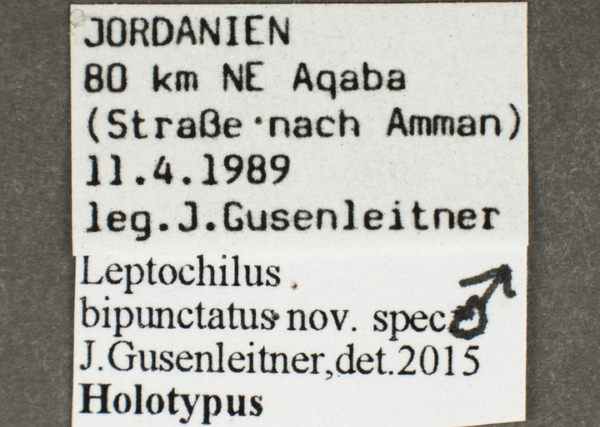 JORDANIEN
80 km NE Aqaba
(Straße nach Amman)
11.4.1989
leg.J.Gusenleitner
Leptochilus
bipunctatus nov. spec. ♂
J.Gusenleitner,det.2015
Holotypus